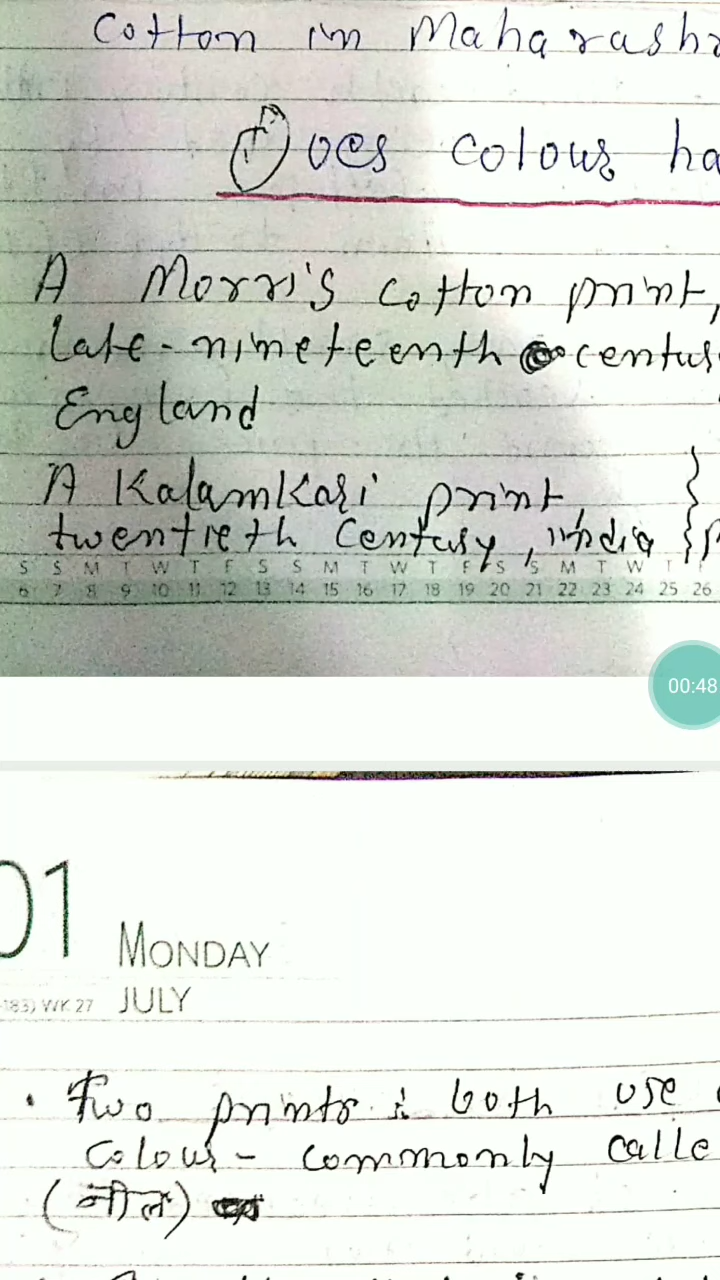 Cotton in Maharashtr
Does colour ha
A Morris's cotton print,
late-nineteenth centur
England
A Kalamkari print,
twentieth Century, india
S S M T W T F S S M T W T F S S M T W T F
6 7 8 9 10 11 12 13 14 15 16 17 18 19 20 21 22 23 24 25 26
00:48
01 MONDAY
183) WK 27 JULY
• Two prints : both use
Colour - commonly calle
(नील)